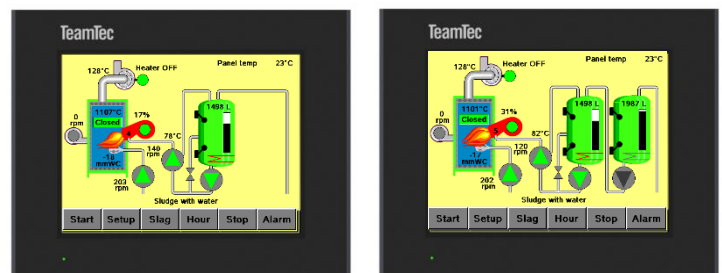 TeamTec
Heater OFF
Panel temp 23°C
128°C
1107°C
Closed
17%
0
rpm
4
1498 L
78°C
140
rpm
-18
mmWC
203
rpm
Sludge with water
Start Setup Slag Hour Stop Alarm
TeamTec
Heater OFF
Panel temp 23°C
128°C
1101°C
Closed
31%
0
rpm
5
1498 L
1987 L
82°C
120
rpm
-17
mmWC
202
rpm
Sludge with water
Start Setup Slag Hour Stop Alarm